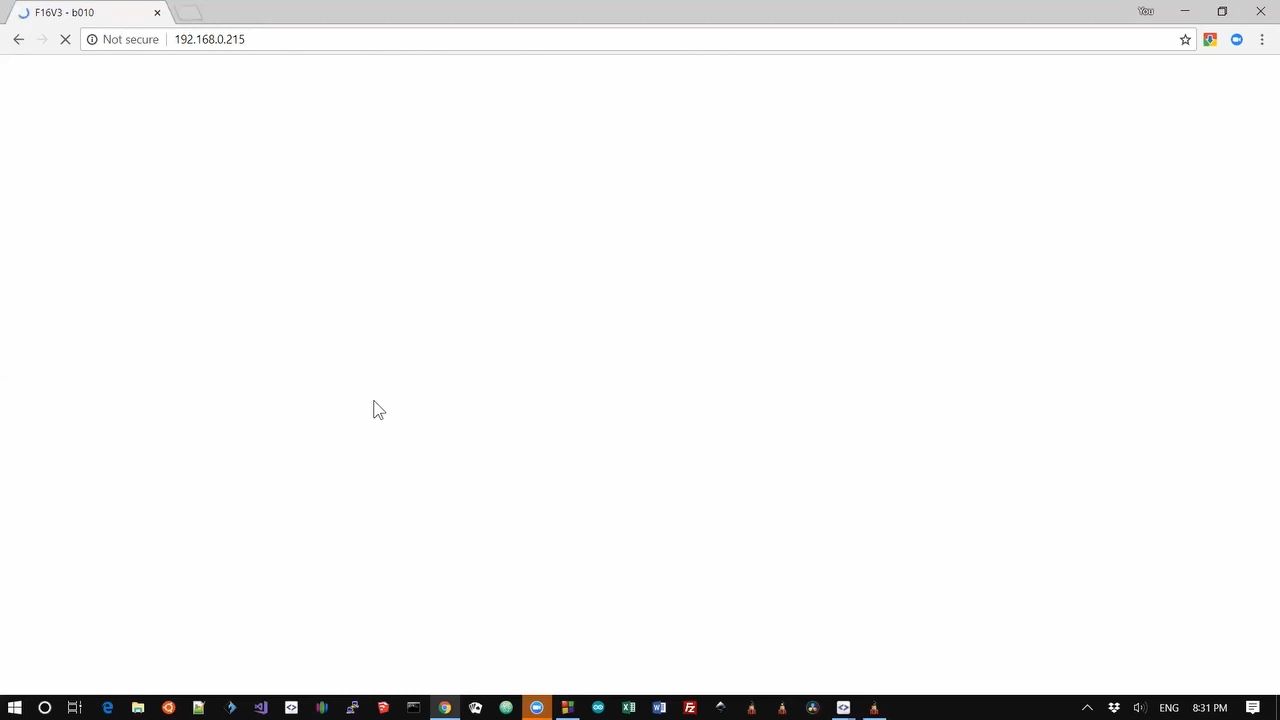 F16V3 - b010
You
Not secure
192.168.0.215
ENG
8:31 PM